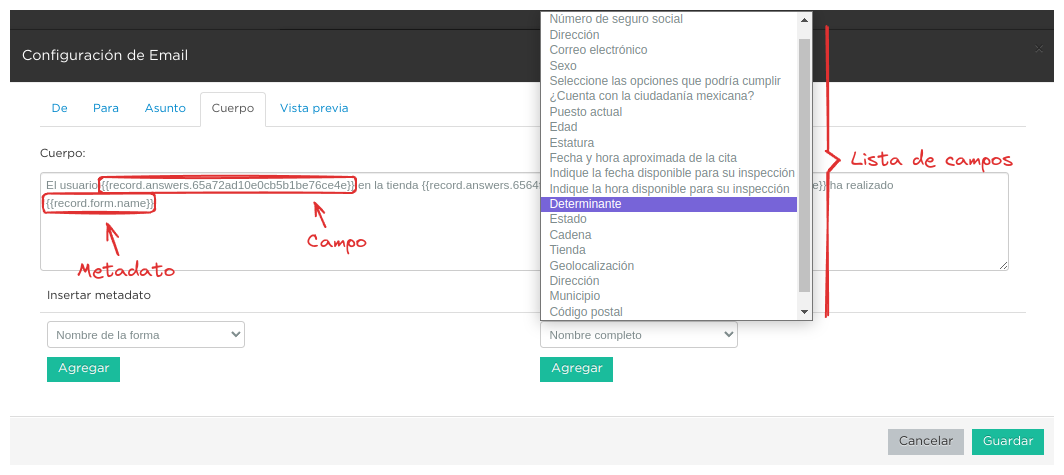 Configuración de Email
×
De Para Asunto Cuerpo Vista previa
Cuerpo:
El usuario {{record.answers.65a72ad10e0cb5b1be76ce4e}} en la tienda {{record.answers.6564 e}} ha realizado
{{record.form.name}}
Campo
Metadato
Número de seguro social
Dirección
Correo electrónico
Sexo
Seleccione las opciones que podría cumplir
¿Cuenta con la ciudadanía mexicana?
Puesto actual
Edad
Estatura
Fecha y hora aproximada de la cita
Indique la fecha disponible para su inspección
Indique la hora disponible para su inspección
Determinante
Estado
Cadena
Tienda
Geolocalización
Dirección
Municipio
Código postal
Lista de campos
Insertar metadato
Nombre de la forma
Nombre completo
Agregar
Agregar
Cancelar Guardar